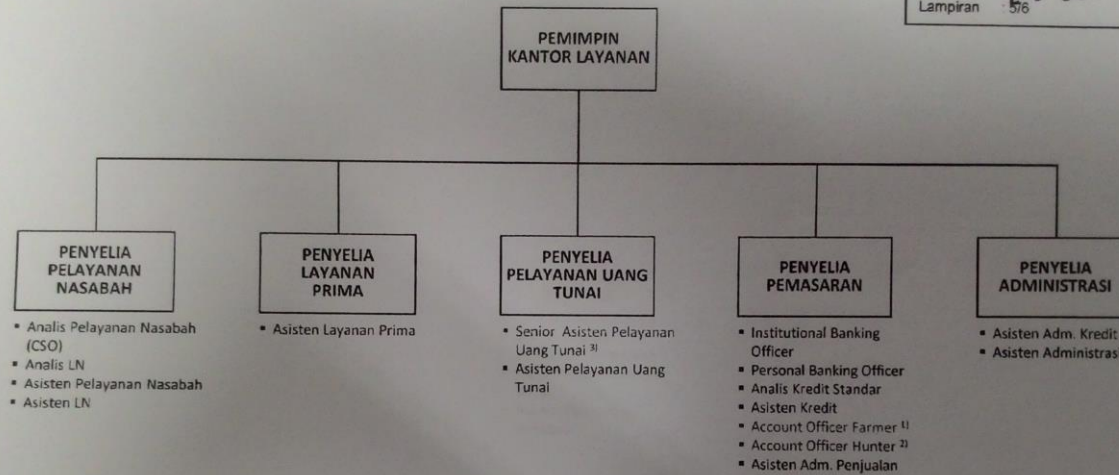 Lampiran : 5/6
PEMIMPIN
KANTOR LAYANAN
PENYELIA
PELAYANAN
NASABAH
▪ Analis Pelayanan Nasabah
(CSO)
▪ Analis LN
▪ Asisten Pelayanan Nasabah
▪ Asisten LN
PENYELIA
LAYANAN
PRIMA
▪ Asisten Layanan Prima
PENYELIA
PELAYANAN UANG
TUNAI
▪ Senior Asisten Pelayanan
Uang Tunai 3)
▪ Asisten Pelayanan Uang
Tunai
PENYELIA
PEMASARAN
▪ Institutional Banking
Officer
▪ Personal Banking Officer
▪ Analis Kredit Standar
▪ Asisten Kredit
▪ Account Officer Farmer 1)
▪ Account Officer Hunter 2)
▪ Asisten Adm. Penjualan
PENYELIA
ADMINISTRASI
▪ Asisten Adm. Kredit
▪ Asisten Administras